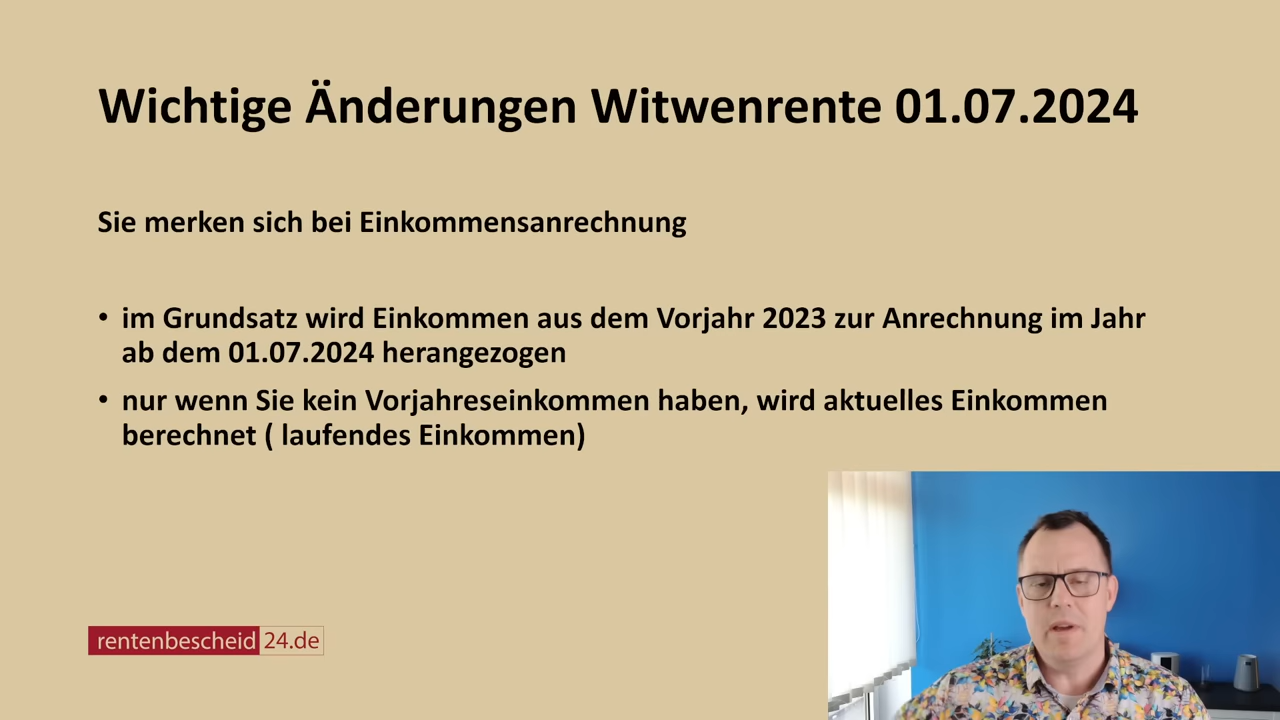 Wichtige Änderungen Witwenrente 01.07.2024
Sie merken sich bei Einkommensanrechnung
• im Grundsatz wird Einkommen aus dem Vorjahr 2023 zur Anrechnung im Jahr
ab dem 01.07.2024 herangezogen
• nur wenn Sie kein Vorjahreseinkommen haben, wird aktuelles Einkommen
berechnet ( laufendes Einkommen)
rentenbescheid 24.de